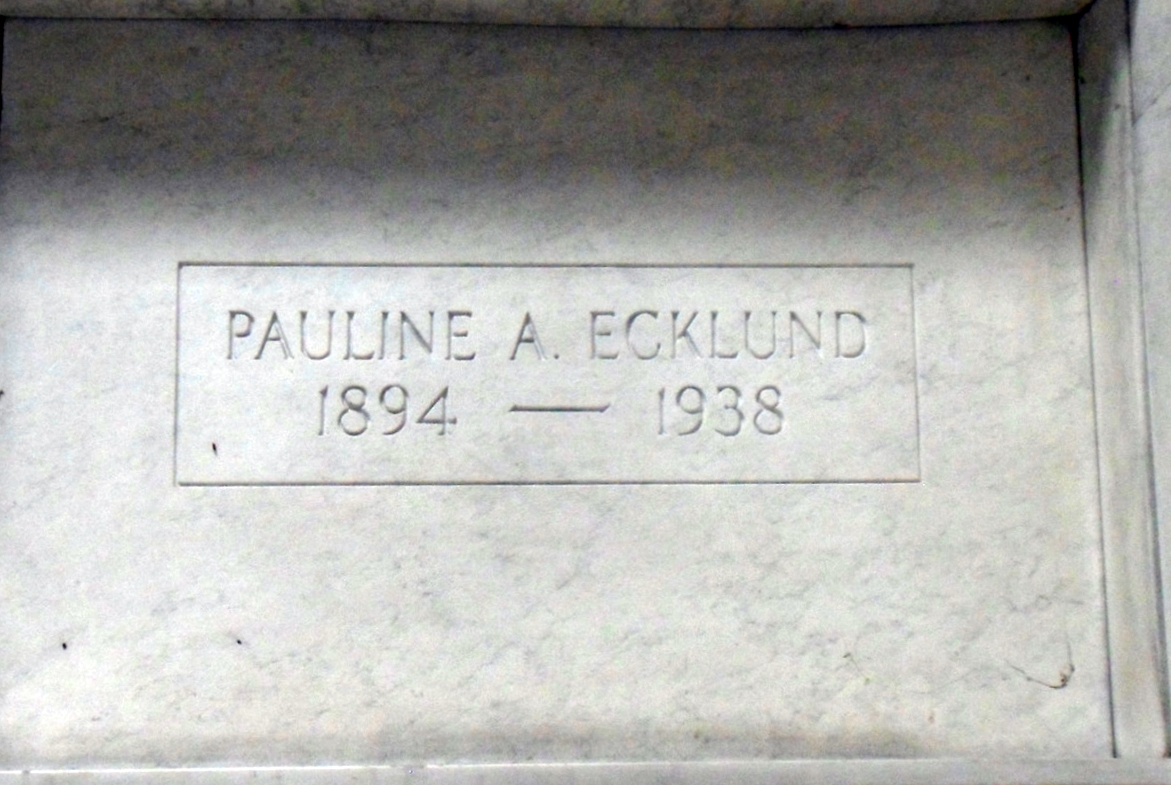 PAULINE A. ECKLUND
1894 — 1938